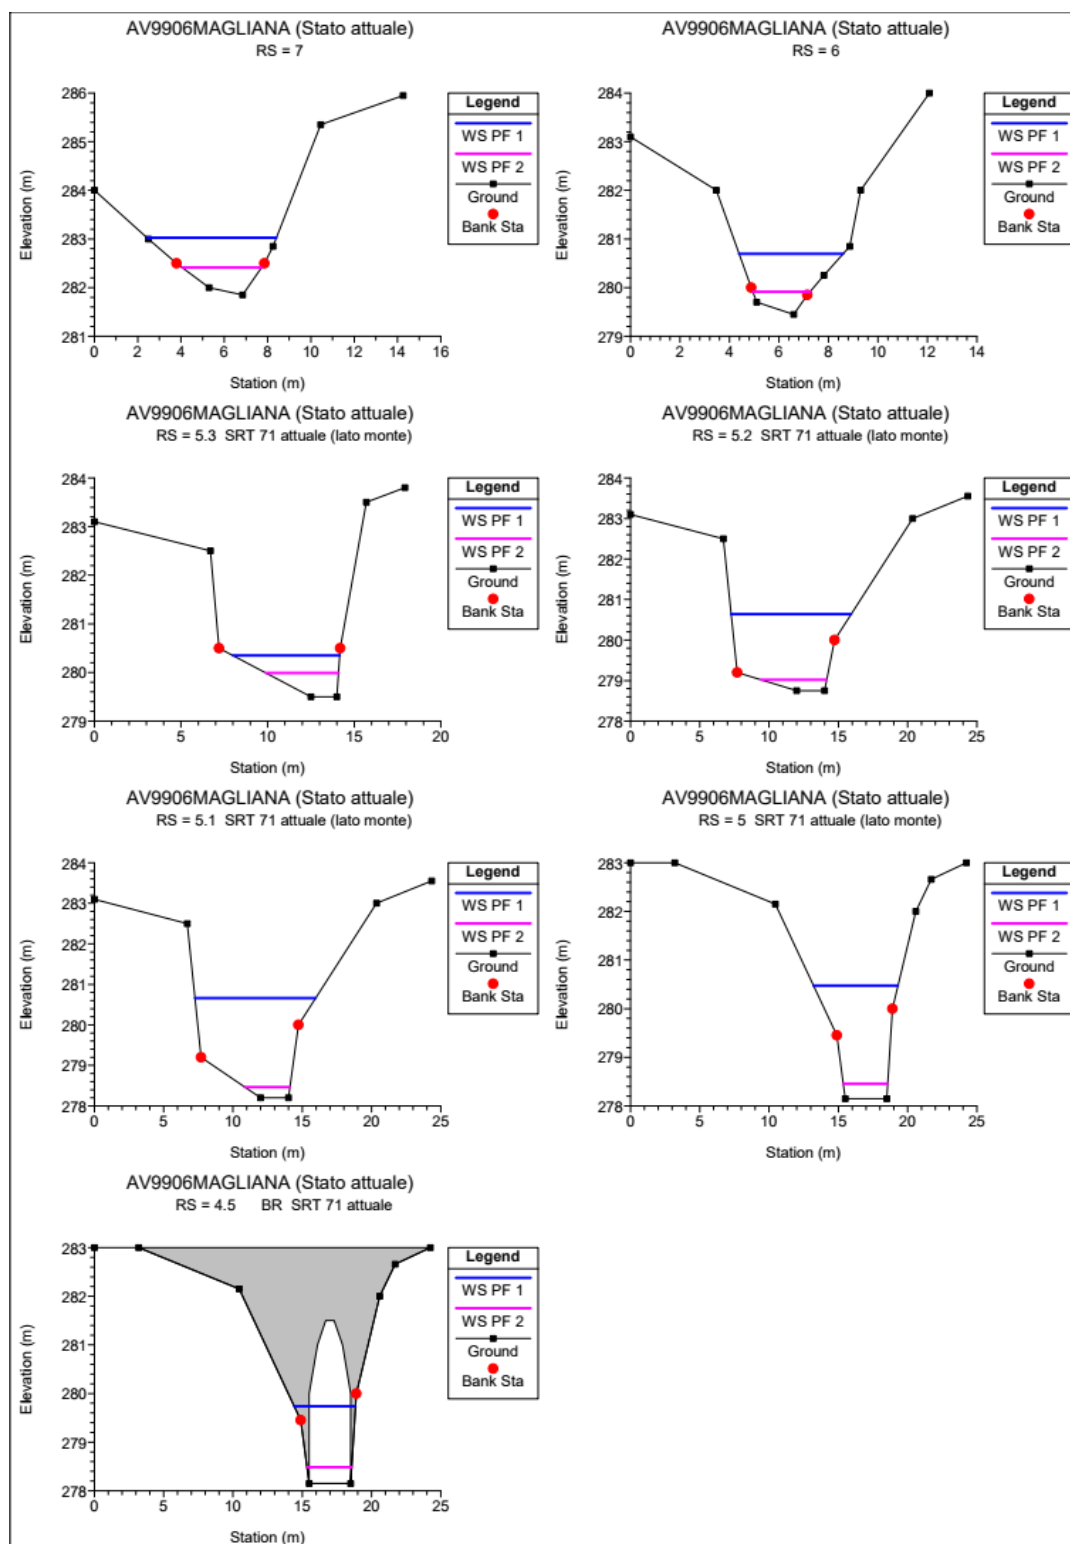 AV9906MAGLIANA (Stato attuale)
RS = 7
Elevation (m)
286
285
284
283
282
281
0 2 4 6 8 10 12 14 16
Station (m)
Legend
WS PF 1
WS PF 2
Ground
Bank Sta
AV9906MAGLIANA (Stato attuale)
RS = 6
Elevation (m)
284
283
282
281
280
279
0 2 4 6 8 10 12 14
Station (m)
Legend
WS PF 1
WS PF 2
Ground
Bank Sta
AV9906MAGLIANA (Stato attuale)
RS = 5.3 SRT 71 attuale (lato monte)
Elevation (m)
284
283
282
281
280
279
0 5 10 15 20
Station (m)
Legend
WS PF 1
WS PF 2
Ground
Bank Sta
AV9906MAGLIANA (Stato attuale)
RS = 5.2 SRT 71 attuale (lato monte)
Elevation (m)
284
283
282
281
280
279
278
0 5 10 15 20 25
Station (m)
Legend
WS PF 1
WS PF 2
Ground
Bank Sta
AV9906MAGLIANA (Stato attuale)
RS = 5.1 SRT 71 attuale (lato monte)
Elevation (m)
284
283
282
281
280
279
278
0 5 10 15 20 25
Station (m)
Legend
WS PF 1
WS PF 2
Ground
Bank Sta
AV9906MAGLIANA (Stato attuale)
RS = 5 SRT 71 attuale (lato monte)
Elevation (m)
283
282
281
280
279
278
0 5 10 15 20 25
Station (m)
Legend
WS PF 1
WS PF 2
Ground
Bank Sta
AV9906MAGLIANA (Stato attuale)
RS = 4.5 BR SRT 71 attuale
Elevation (m)
283
282
281
280
279
278
0 5 10 15 20 25
Station (m)
Legend
WS PF 1
WS PF 2
Ground
Bank Sta